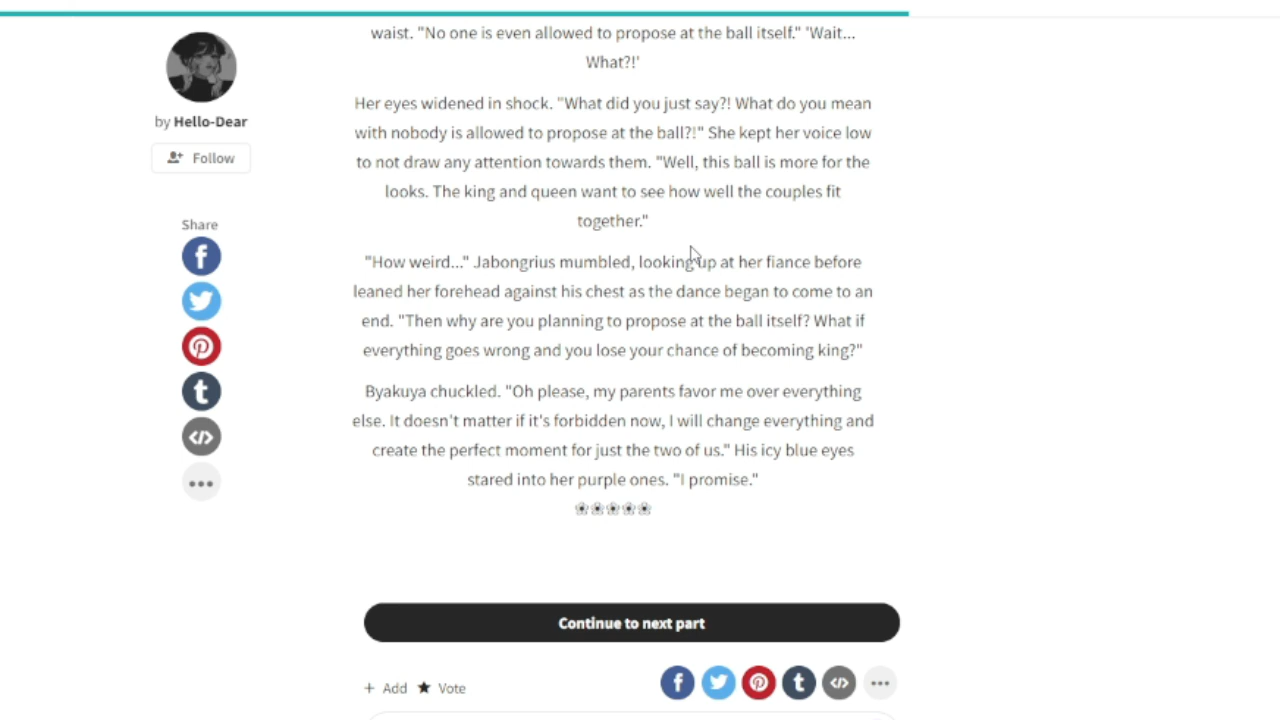 waist. "No one is even allowed to propose at the ball itself." 'Wait...
What?!'
by Hello-Dear
Follow
Share
Her eyes widened in shock. "What did you just say?! What do you mean
with nobody is allowed to propose at the ball?!" She kept her voice low
to not draw any attention towards them. "Well, this ball is more for the
looks. The king and queen want to see how well the couples fit
together."
"How weird..." Jabongrius mumbled, looking up at her fiance before
leaned her forehead against his chest as the dance began to come to an
end. "Then why are you planning to propose at the ball itself? What if
everything goes wrong and you lose your chance of becoming king?"
Byakuya chuckled. "Oh please, my parents favor me over everything
else. It doesn't matter if it's forbidden now, I will change everything and
create the perfect moment for just the two of us." His icy blue eyes
stared into her purple ones. "I promise."
❀❀❀❀❀
Continue to next part
+ Add ★ Vote